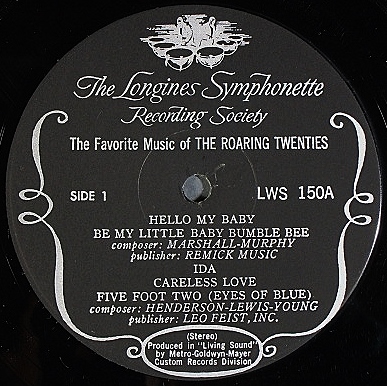 The Longines Symphonette
Recording Society
The Favorite Music of THE ROARING TWENTIES
SIDE 1
LWS 150A
HELLO MY BABY
BE MY LITTLE BABY BUMBLE BEE
composer: MARSHALL-MURPHY
publisher: REMICK MUSIC
IDA
CARELESS LOVE
FIVE FOOT TWO (EYES OF BLUE)
composer: HENDERSON-LEWIS-YOUNG
publisher: LEO FEIST, INC.
(Stereo)
Produced in "Living Sound"
by Metro-Goldwyn-Mayer
Custom Records Division